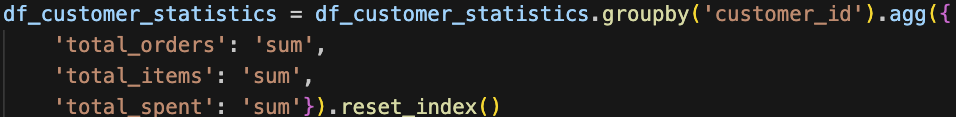 df_customer_statistics = df_customer_statistics.groupby('customer_id').agg({
    'total_orders': 'sum',
    'total_items': 'sum',
    'total_spent': 'sum'}).reset_index()